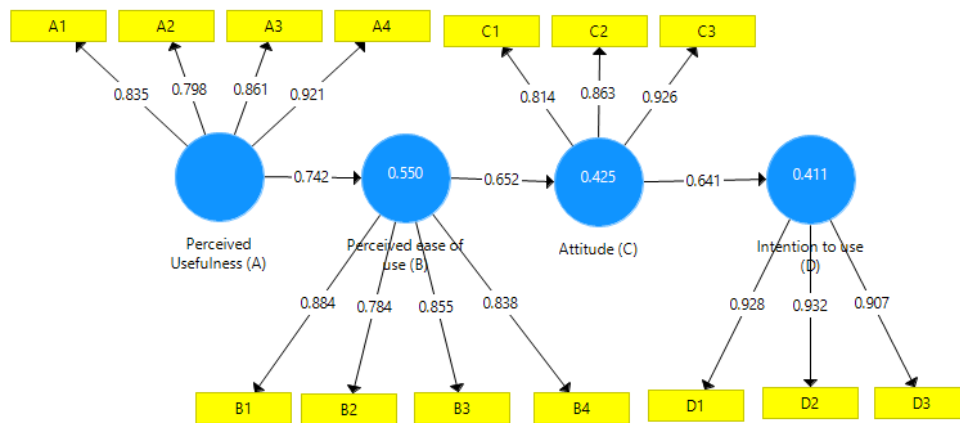 A1
A2
A3
A4
C1
C2
C3
0.835
0.798
0.861
0.921
0.814
0.863
0.926
0.742
0.550
0.652
0.425
0.641
0.411
Perceived
Usefulness (A)
Perceived ease of
use (B)
Attitude (C)
Intention to use
(D)
0.884
0.784
0.855
0.838
0.928
0.932
0.907
B1
B2
B3
B4
D1
D2
D3